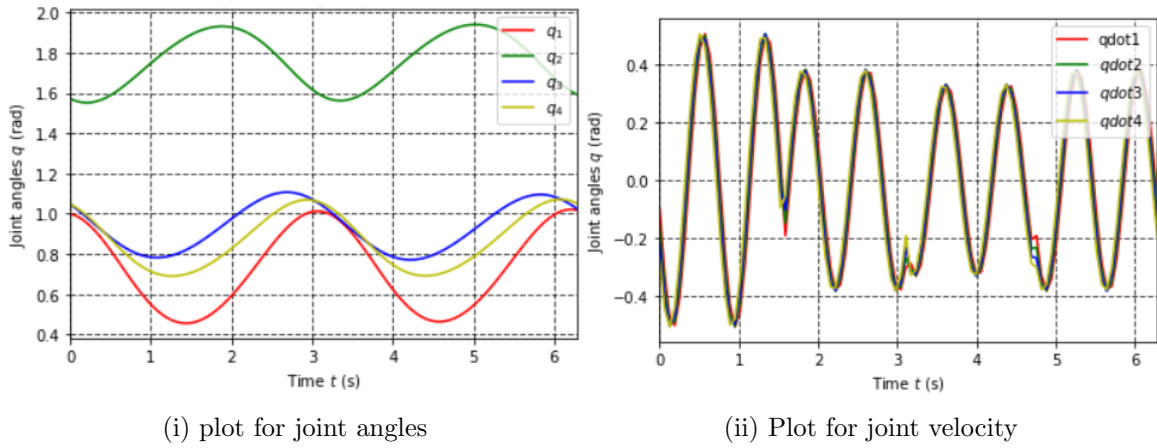 2.0
1.8
1.6
1.4
1.2
1.0
0.8
0.6
0.4
Joint angles q (rad)
q₁
q₂
q₃
q₄
0 1 2 3 4 5 6
Time t (s)
(i) plot for joint angles
0.4
0.2
0.0
−0.2
−0.4
Joint angles q (rad)
qdot1
qdot2
qdot3
qdot4
0 1 2 3 4 5 6
Time t (s)
(ii) Plot for joint velocity